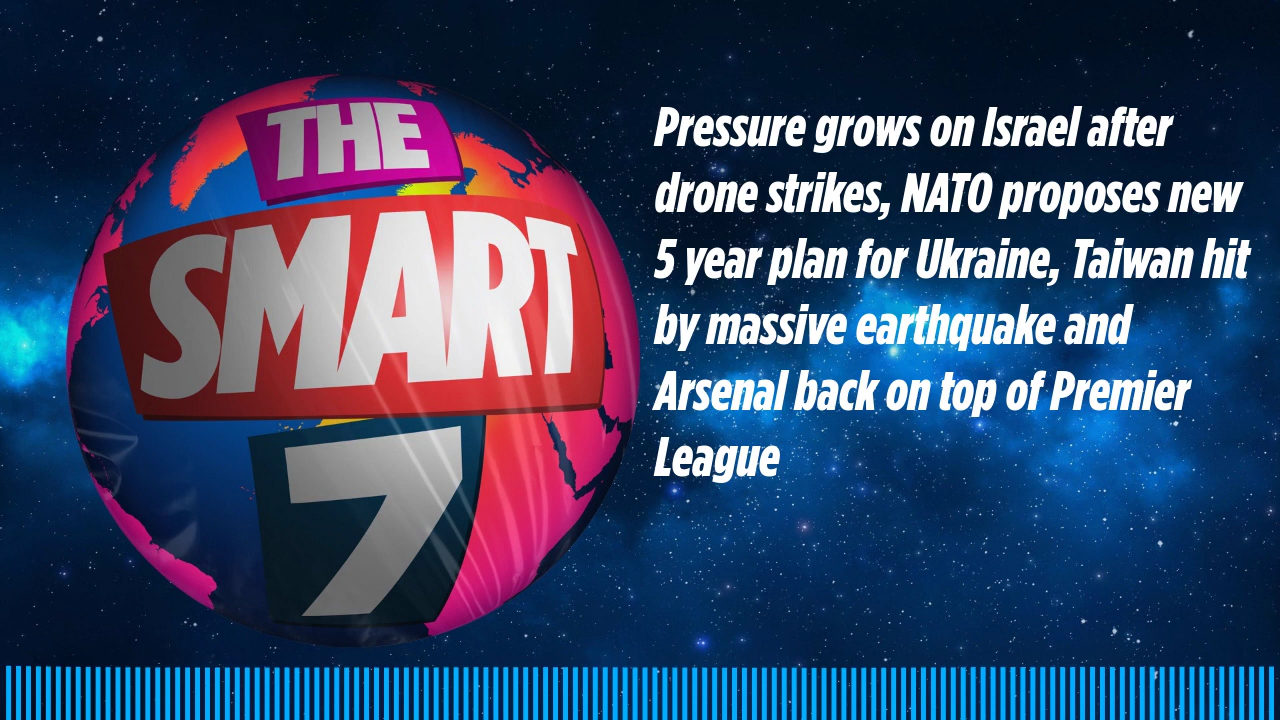 THE
SMART
7
Pressure grows on Israel after
drone strikes, NATO proposes new
5 year plan for Ukraine, Taiwan hit
by massive earthquake and
Arsenal back on top of Premier
League